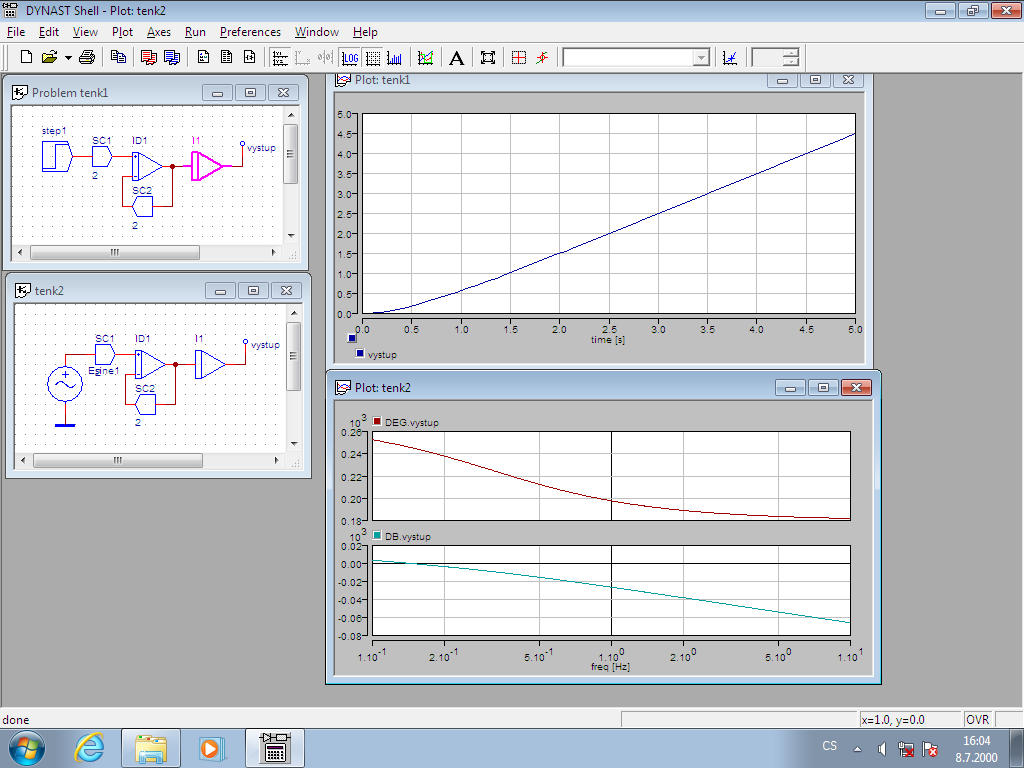 DYNAST Shell - Plot: tenk2
File Edit View Plot Axes Run Preferences Window Help
LOG A
Problem tenk1
step1 SC1 ID1 I1 vystup
2
SC2
2
tenk2
SC1 ID1 I1 vystup
SC2
2
Plot: tenk1
5.0
4.5
4.0
3.5
3.0
2.5
2.0
1.5
1.0
0.5
0.0
0.0 0.5 1.0 1.5 2.0 2.5 3.0 3.5 4.0 4.5 5.0
time [s]
vystup
Plot: tenk2
10^3 DEG.vystup
0.26
0.24
0.22
0.20
0.18
10^3 DB.vystup
0.02
0.00
-0.02
-0.04
-0.06
-0.08
1.10^-1 2.10^-1 5.10^-1 1.10^0 2.10^0 5.10^0 1.10^1
freq [Hz]
done
x=1.0, y=0.0 OVR
CS 16:04
8.7.2000